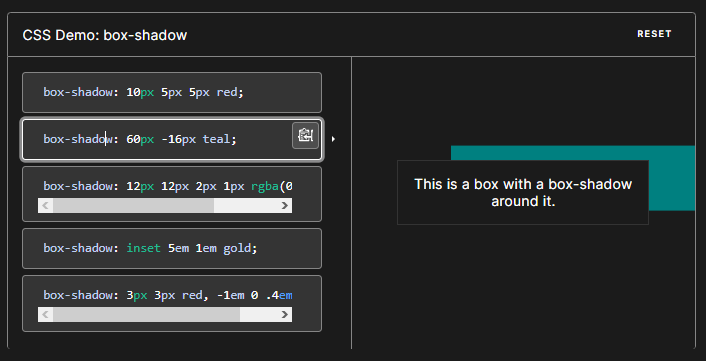 CSS Demo: box-shadow
RESET
box-shadow: 10px 5px 5px red;
box-shadow: 60px -16px teal;
box-shadow: 12px 12px 2px 1px rgba(0
box-shadow: inset 5em 1em gold;
box-shadow: 3px 3px red, -1em 0 .4em
This is a box with a box-shadow
around it.